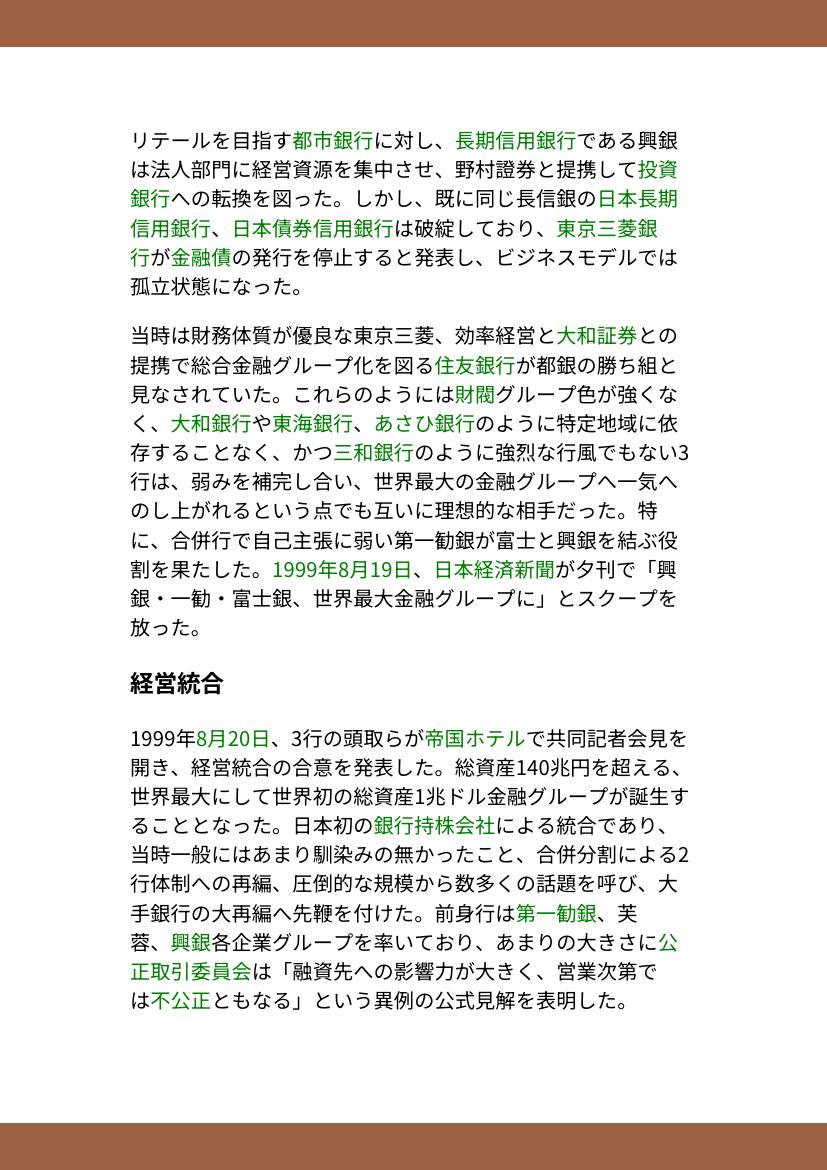 リテールを目指す都市銀行に対し、長期信用銀行である興銀
は法人部門に経営資源を集中させ、野村證券と提携して投資
銀行への転換を図った。しかし、既に同じ長信銀の日本長期
信用銀行、日本債券信用銀行は破綻しており、東京三菱銀
行が金融債の発行を停止すると発表し、ビジネスモデルでは
孤立状態になった。
当時は財務体質が優良な東京三菱、効率経営と大和証券との
提携で総合金融グループ化を図る住友銀行が都銀の勝ち組と
見なされていた。これらのようには財閥グループ色が強くな
く、大和銀行や東海銀行、あさひ銀行のように特定地域に依
存することなく、かつ三和銀行のように強烈な行風でもない3
行は、弱みを補完し合い、世界最大の金融グループへ一気へ
のし上がれるという点でも互いに理想的な相手だった。特
に、合併行で自己主張に弱い第一勧銀が富士と興銀を結ぶ役
割を果たした。1999年8月19日、日本経済新聞が夕刊で「興
銀・一勧・富士銀、世界最大金融グループに」とスクープを
放った。
経営統合
1999年8月20日、3行の頭取らが帝国ホテルで共同記者会見を
開き、経営統合の合意を発表した。総資産140兆円を超える、
世界最大にして世界初の総資産1兆ドル金融グループが誕生す
ることとなった。日本初の銀行持株会社による統合であり、
当時一般にはあまり馴染みの無かったこと、合併分割による2
行体制への再編、圧倒的な規模から数多くの話題を呼び、大
手銀行の大再編へ先鞭を付けた。前身行は第一勧銀、芙
蓉、興銀各企業グループを率いており、あまりの大きさに公
正取引委員会は「融資先への影響力が大きく、営業次第で
は不公正ともなる」という異例の公式見解を表明した。